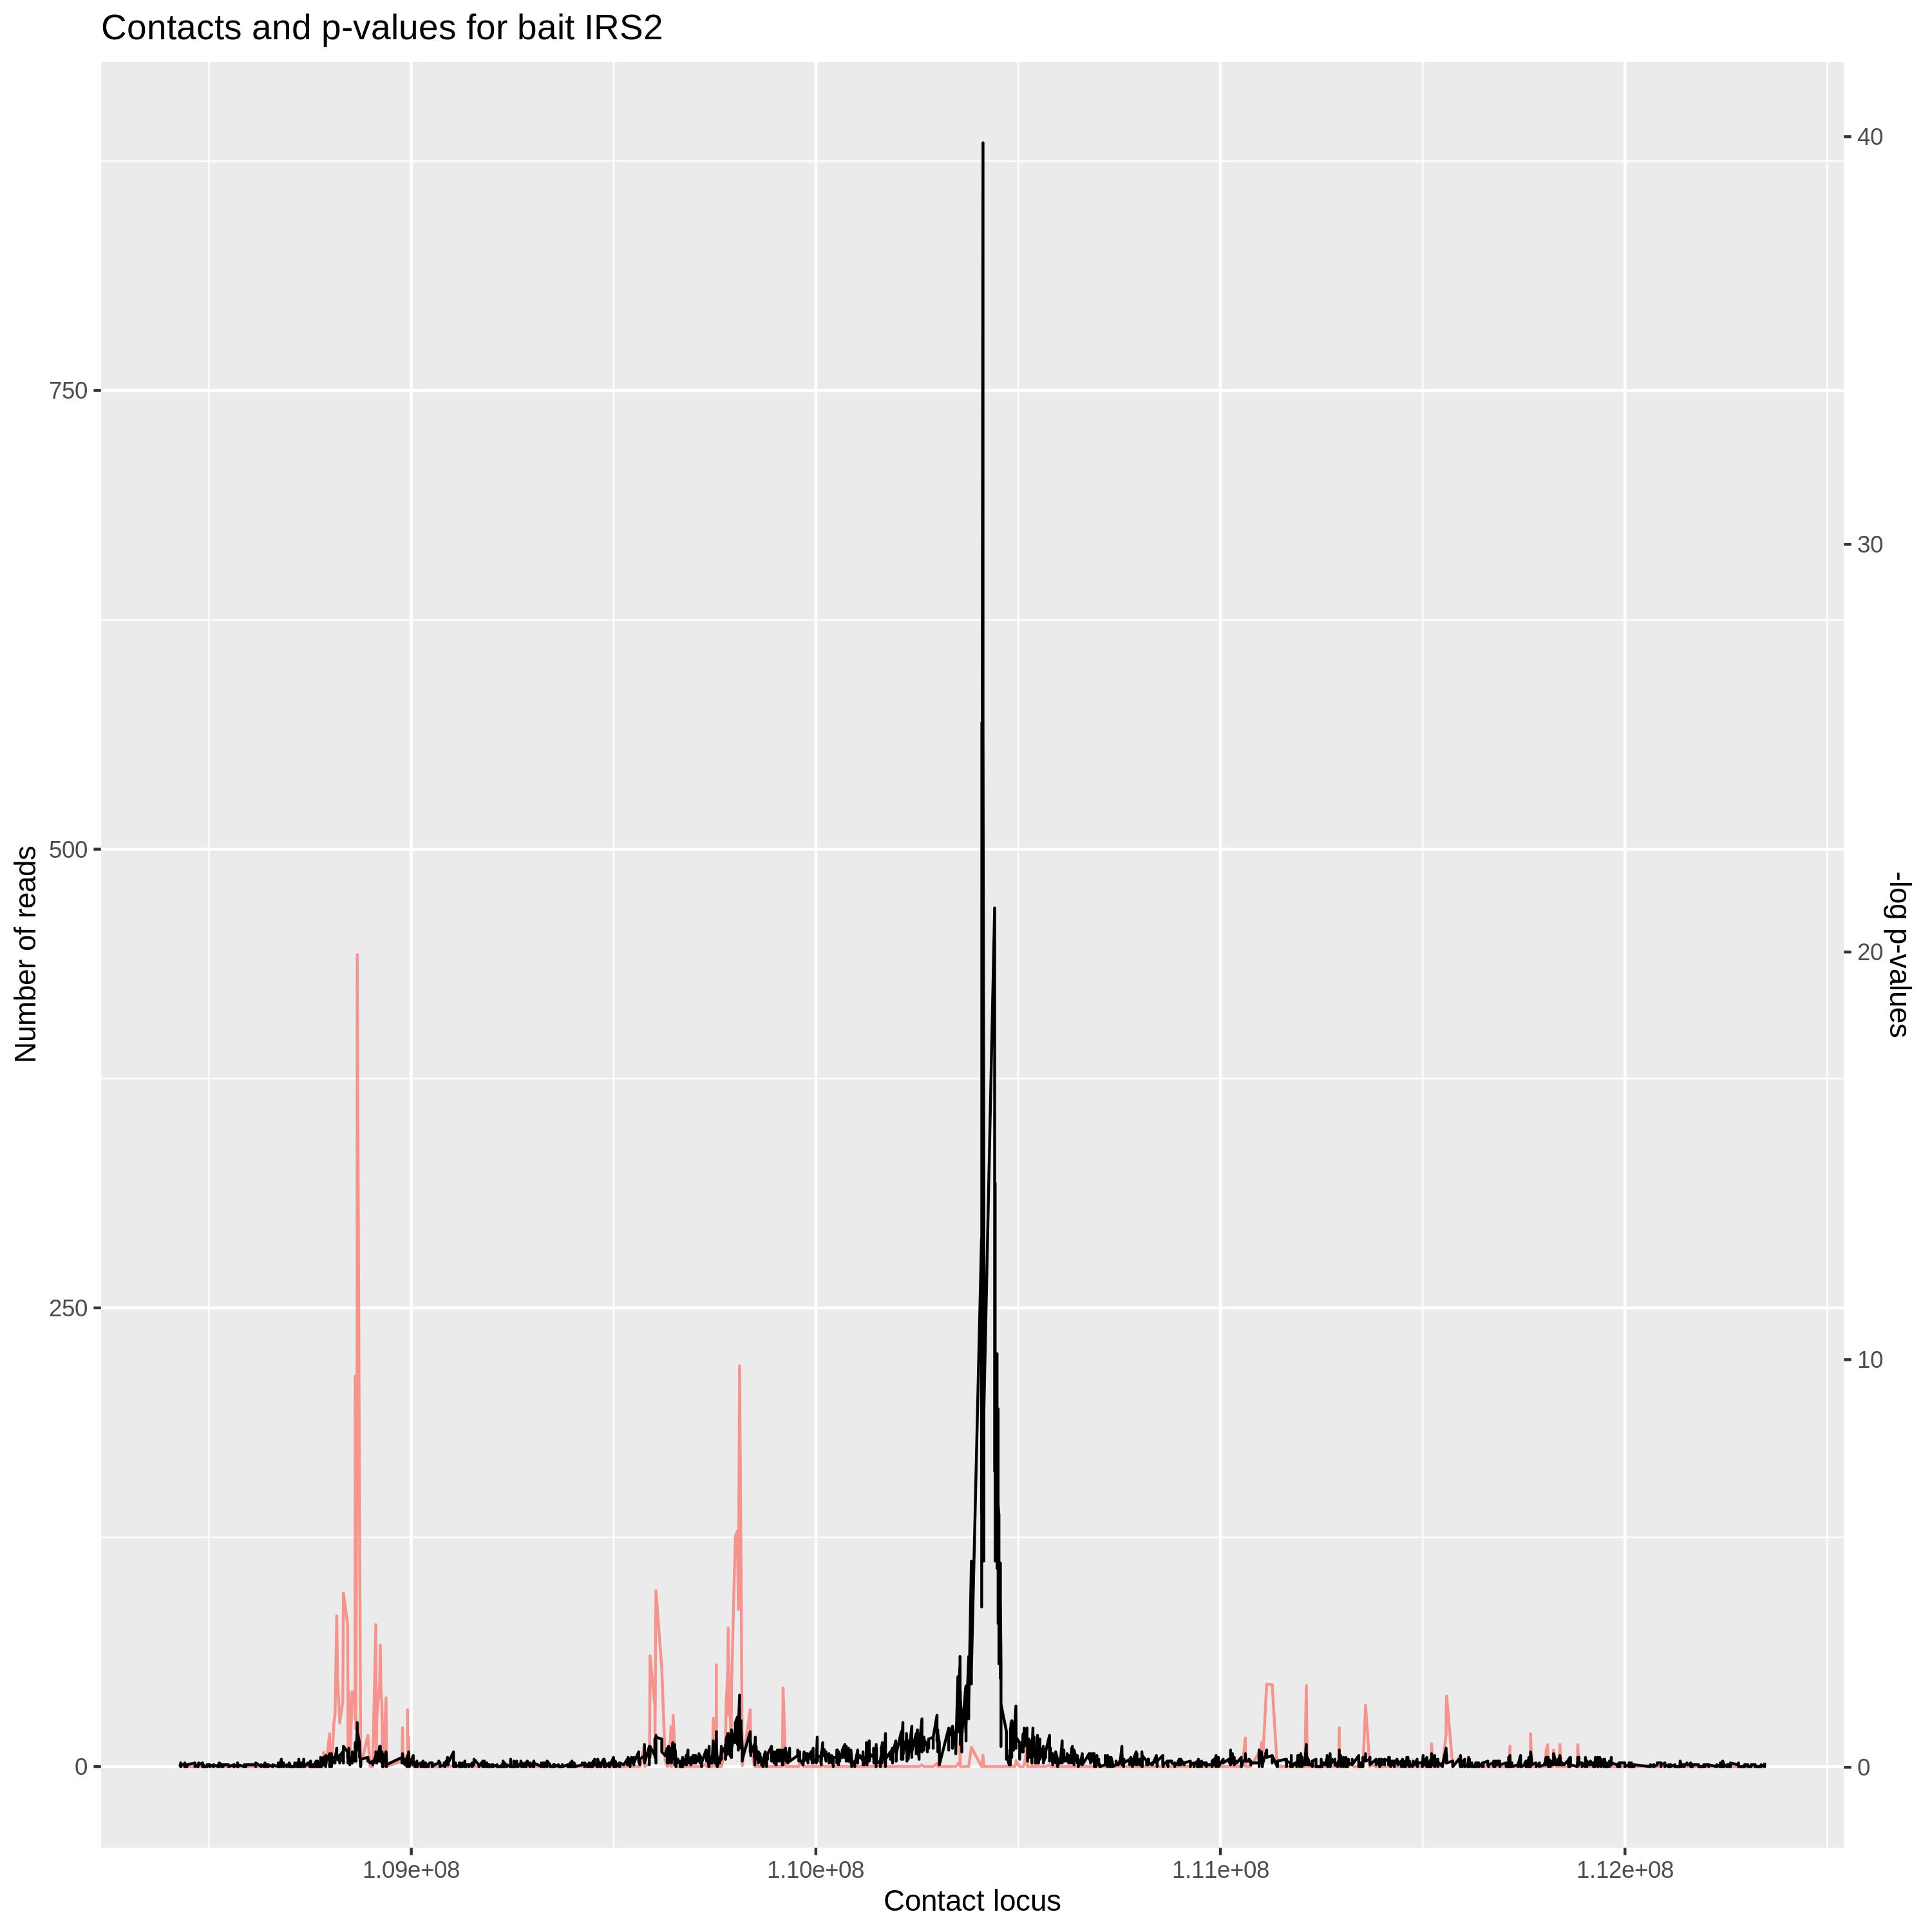 Contacts and p-values for bait IRS2
Number of reads
750
500
250
0
40
30
20
10
0
-log p-values
1.09e+08
1.10e+08
1.11e+08
1.12e+08
Contact locus